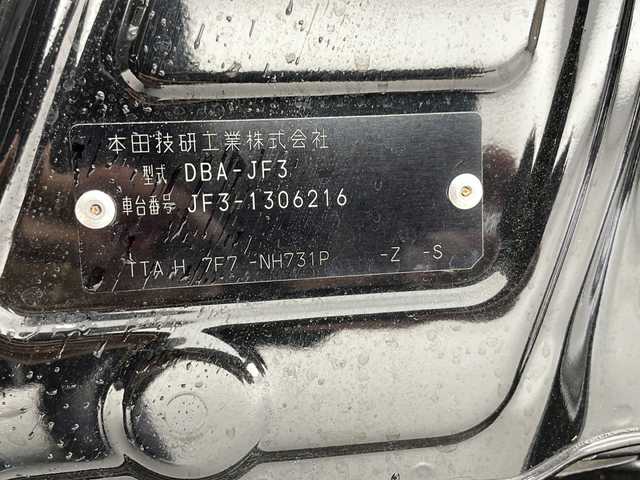 本田技研工業株式会社
型式 DBA-JF3
車台番号 JF3-1306216
TTA H 7F7 -NH731P -Z -S